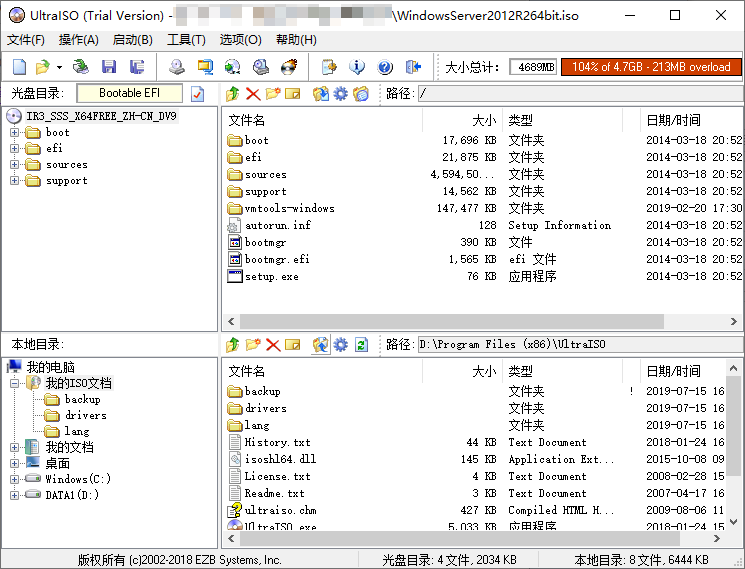 UltraISO (Trial Version) - \WindowsServer2012R264bit.iso
文件(F) 操作(A) 启动(B) 工具(T) 选项(O) 帮助(H)
大小总计: 4689MB 104% of 4.7GB - 213MB overload
光盘目录: Bootable EFI 路径: /
IR3_SSS_X64FREE_ZH-CN_DV9
boot
efi
sources
support
文件名 大小 类型 日期/时间
boot 17,696 KB 文件夹 2014-03-18 20:52
efi 21,875 KB 文件夹 2014-03-18 20:52
sources 4,594,50... 文件夹 2014-03-18 20:52
support 14,562 KB 文件夹 2014-03-18 20:52
vmtools-windows 147,477 KB 文件夹 2019-02-20 17:30
autorun.inf 128 Setup Information 2014-03-18 20:52
bootmgr 390 KB 文件 2014-03-18 20:52
bootmgr.efi 1,565 KB efi 文件 2014-03-18 20:52
setup.exe 76 KB 应用程序 2014-03-18 20:52
本地目录: 路径: D:\Program Files (x86)\UltraISO
我的电脑
我的ISO文档
backup
drivers
lang
我的文档
桌面
Windows(C:)
DATA1(D:)
文件名 大小 类型 日期/时间
backup 文件夹 ! 2019-07-15 16
drivers 文件夹 2019-07-15 16
lang 文件夹 2019-07-15 16
History.txt 44 KB Text Document 2018-01-24 16
isoshl64.dll 145 KB Application Ext... 2015-10-08 09
License.txt 4 KB Text Document 2008-02-28 15
Readme.txt 3 KB Text Document 2007-04-17 16
ultraiso.chm 427 KB Compiled HTML H... 2009-08-06 11
UltraISO.exe 5,033 KB 应用程序 2018-01-24 15
版权所有 (c)2002-2018 EZB Systems, Inc. 光盘目录: 4 文件, 2034 KB 本地目录: 8 文件, 6444 KB